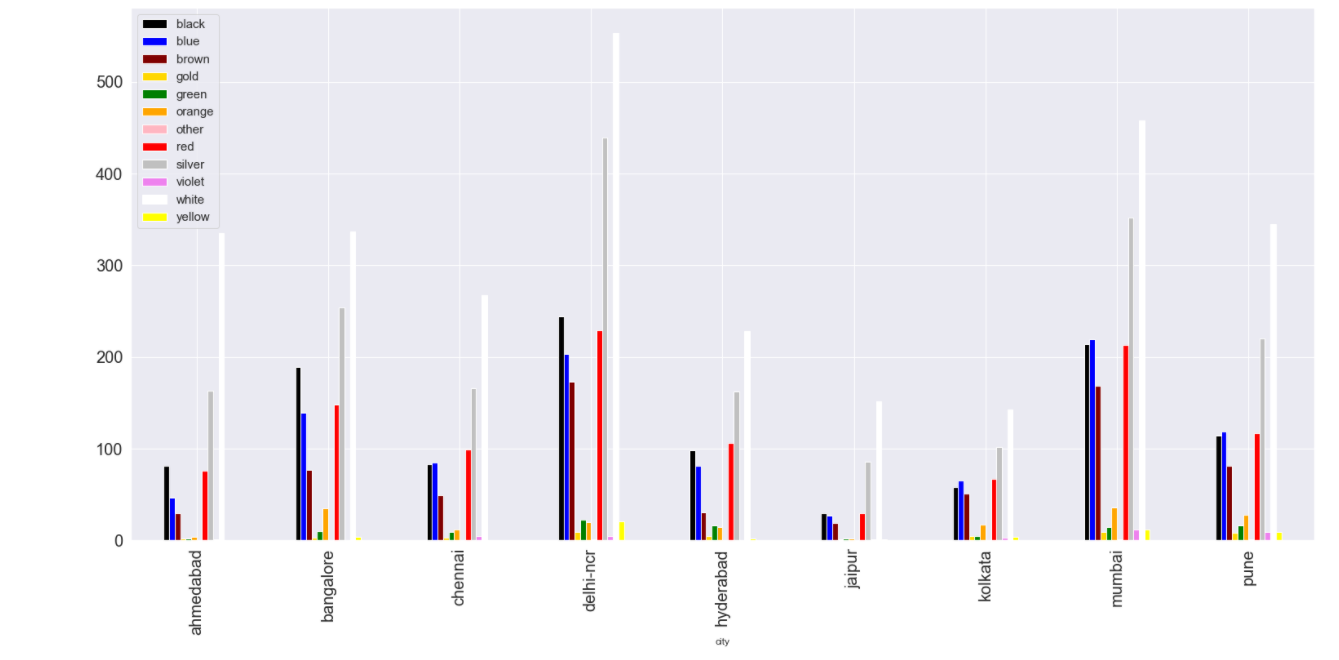 black
blue
brown
gold
green
orange
other
red
silver
violet
white
yellow
500
400
300
200
100
0
ahmedabad
bangalore
chennai
delhi-ncr
hyderabad
jaipur
kolkata
mumbai
pune
city